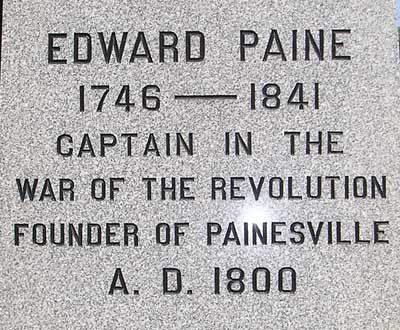 EDWARD PAINE
1746 — 1841
CAPTAIN IN THE
WAR OF THE REVOLUTION
FOUNDER OF PAINESVILLE
A. D. 1800